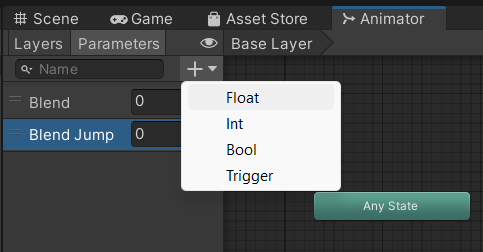 Scene Game Asset Store Animator
Layers Parameters Base Layer
Name
Blend 0
Blend Jump 0
Float
Int
Bool
Trigger
Any State